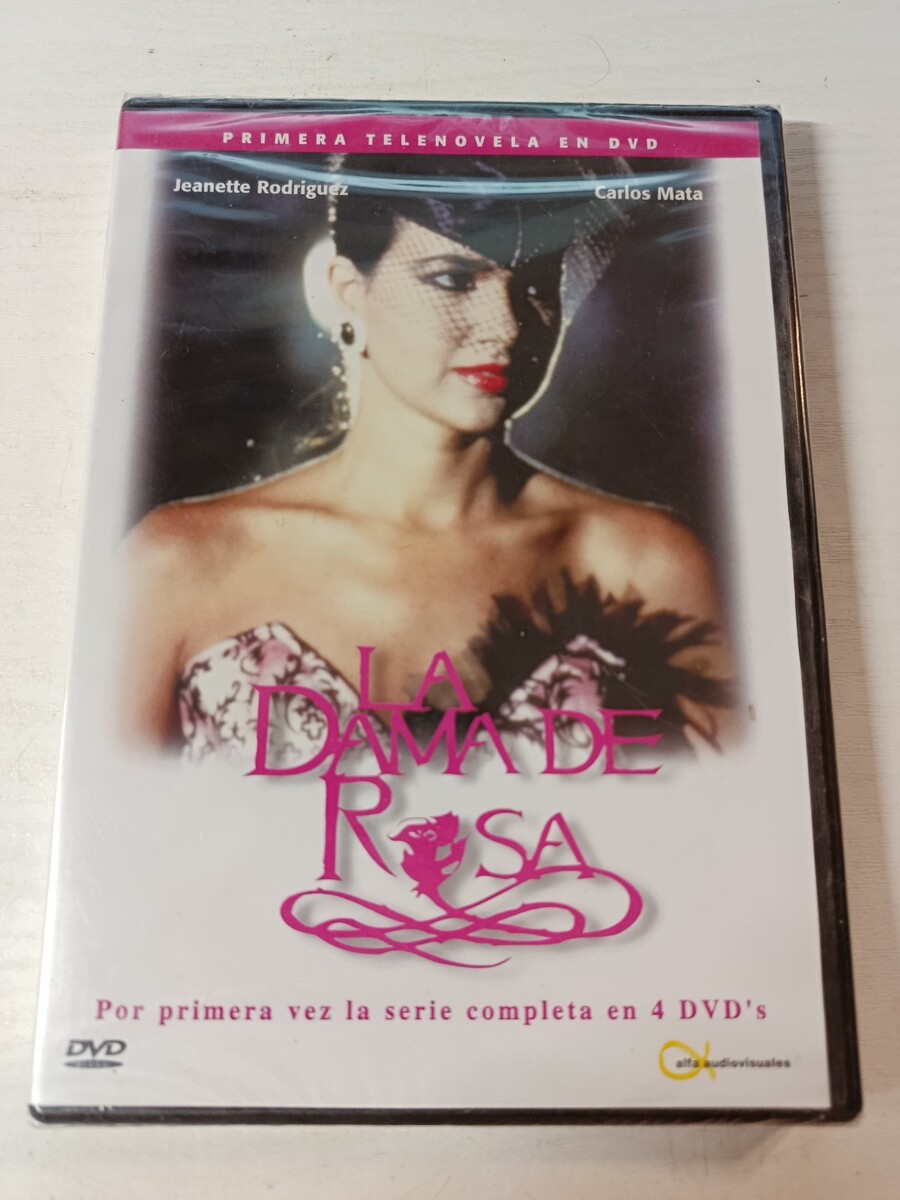 PRIMERA TELENOVELA EN DVD
Jeanette Rodriguez
Carlos Mata
LA
DAMA DE
ROSA
Por primera vez la serie completa en 4 DVD's
DVD
alfa audiovisuales